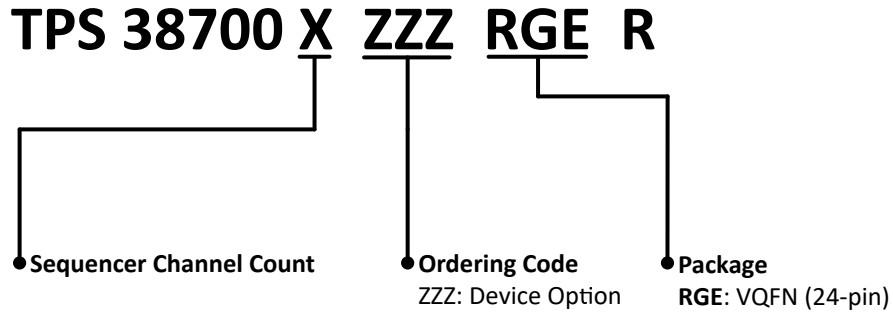 TPS 38700 X ZZZ RGE R
Sequencer Channel Count
Ordering Code
ZZZ: Device Option
Package
RGE: VQFN (24-pin)